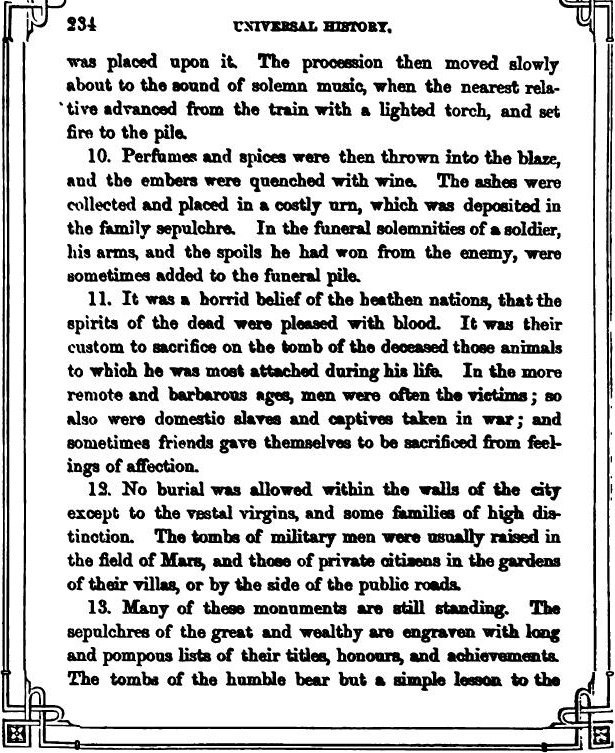 234 UNIVERSAL HISTORY.
was placed upon it. The procession then moved slowly
about to the sound of solemn music, when the nearest rela-
tive advanced from the train with a lighted torch, and set
fire to the pile.
10. Perfumes and spices were then thrown into the blaze,
and the embers were quenched with wine. The ashes were
collected and placed in a costly urn, which was deposited in
the family sepulchre. In the funeral solemnities of a soldier,
his arms, and the spoils he had won from the enemy, were
sometimes added to the funeral pile.
11. It was a horrid belief of the heathen nations, that the
spirits of the dead were pleased with blood. It was their
custom to sacrifice on the tomb of the deceased those animals
to which he was most attached during his life. In the more
remote and barbarous ages, men were often the victims; so
also were domestic slaves and captives taken in war; and
sometimes friends gave themselves to be sacrificed from feel-
ings of affection.
12. No burial was allowed within the walls of the city
except to the vestal virgins, and some families of high dis-
tinction. The tombs of military men were usually raised in
the field of Mars, and those of private citizens in the gardens
of their villas, or by the side of the public roads.
13. Many of these monuments are still standing. The
sepulchres of the great and wealthy are engraven with long
and pompous lists of their titles, honours, and achievements.
The tombs of the humble bear but a simple lesson to the